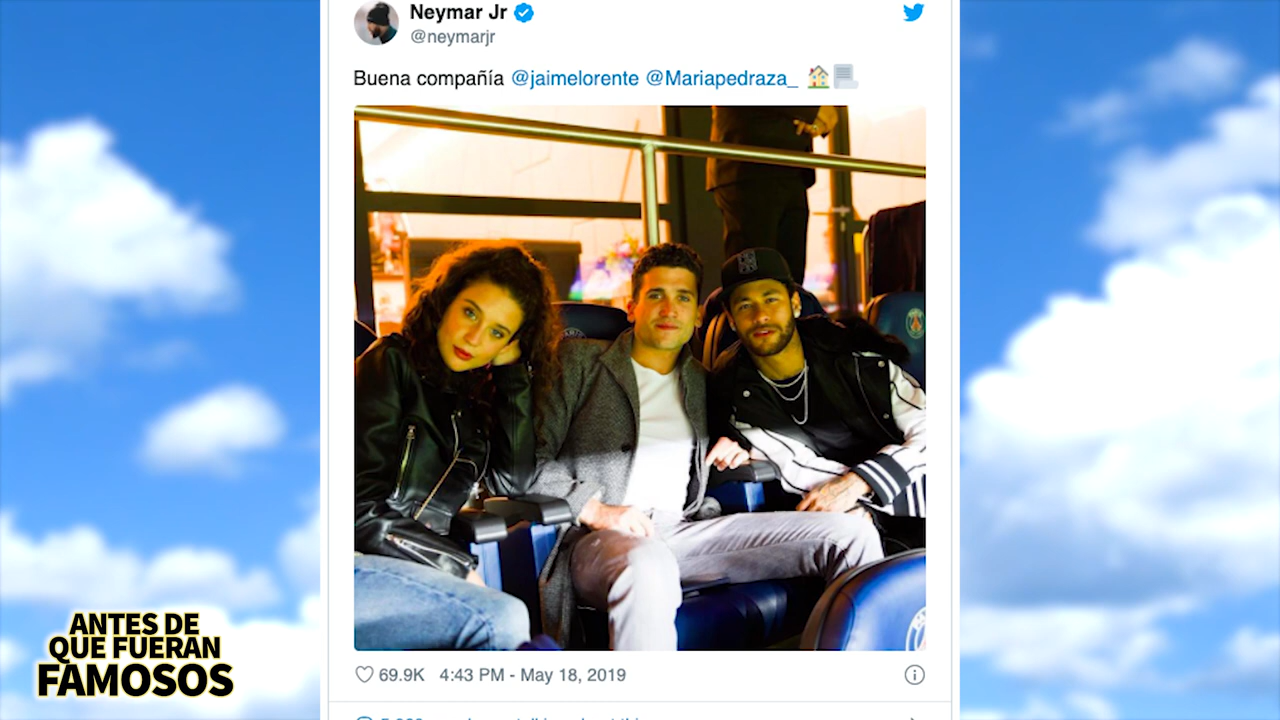 Neymar Jr
@neymarjr
Buena compañía @jaimelorente @Mariapedraza_ 🏠📃
69.9K 4:43 PM - May 18, 2019
ANTES DE
QUE FUERAN
FAMOSOS